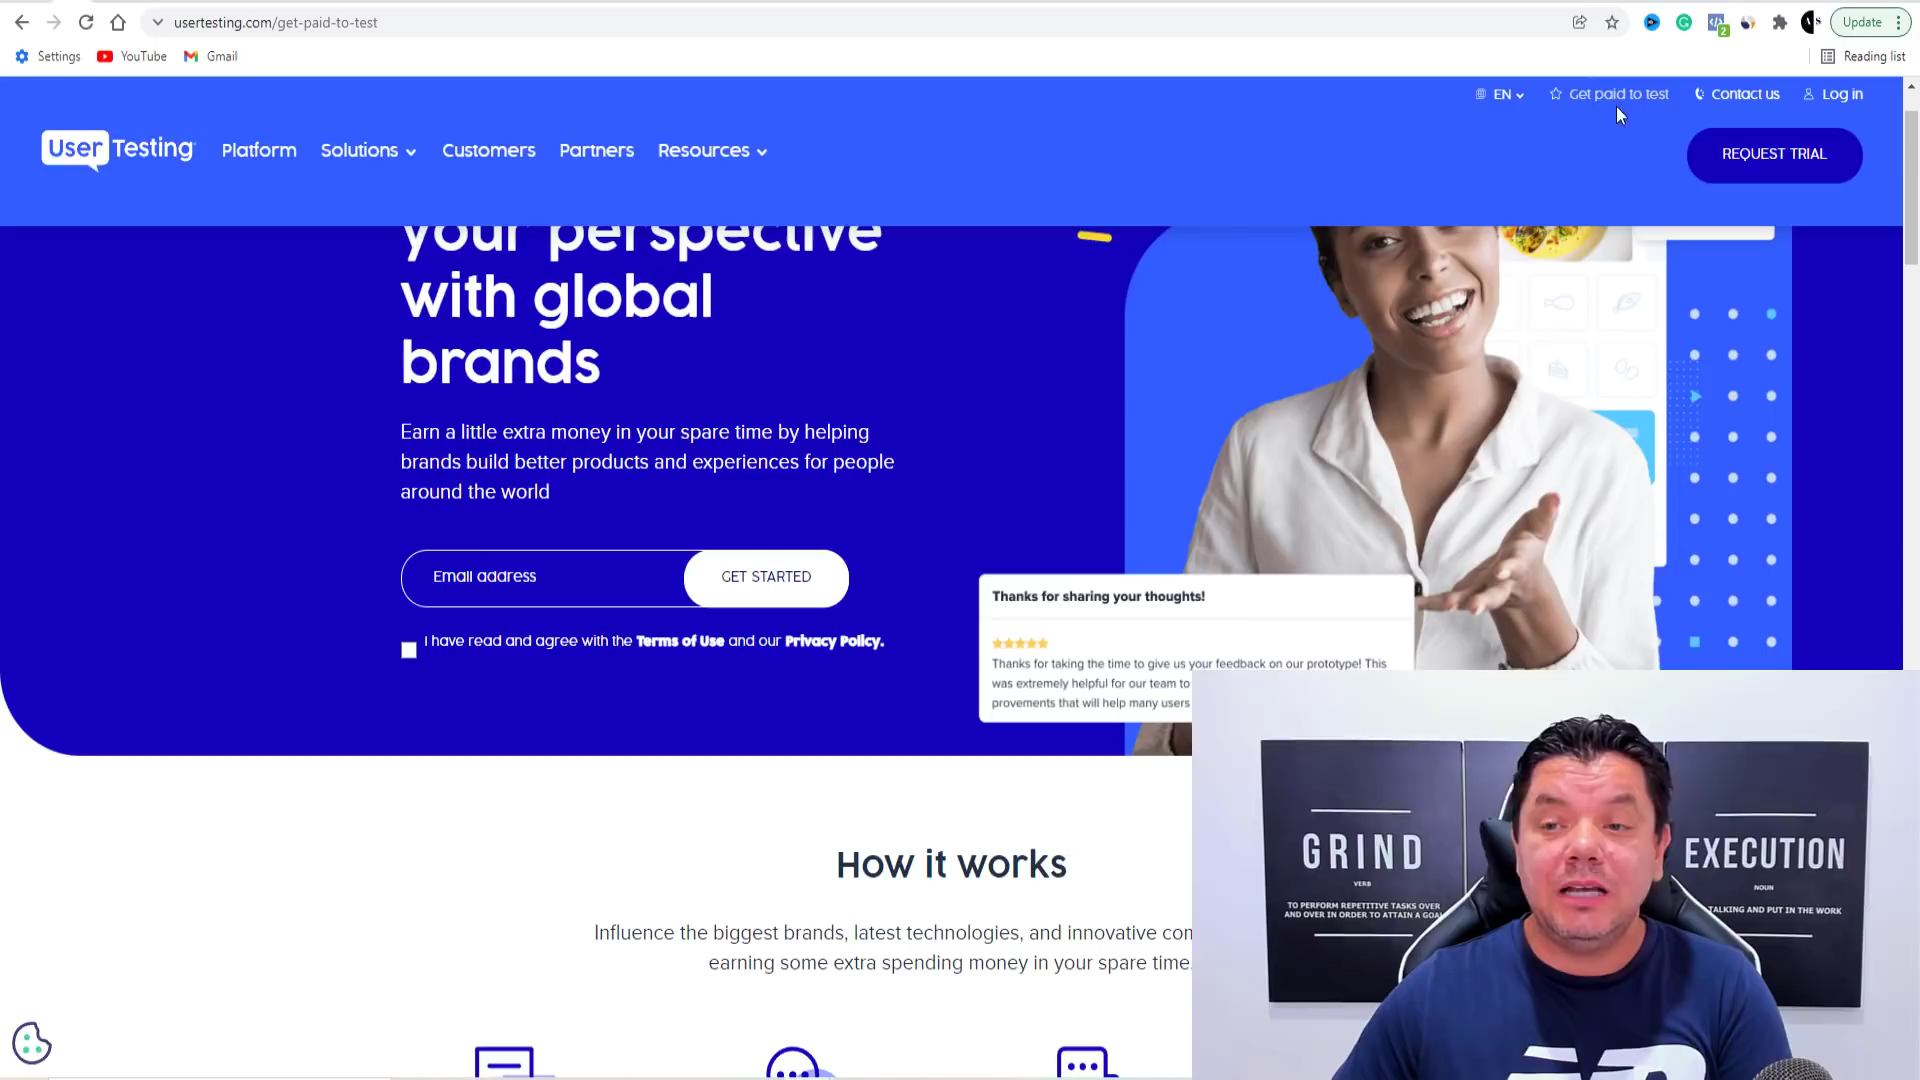 usertesting.com/get-paid-to-test
Update
2
Settings
YouTube
Gmail
Reading list
EN
Get paid to test
Contact us
Log in
User Testing
Platform
Solutions
Customers
Partners
Resources
REQUEST TRIAL
your perspective
with global
brands
Earn a little extra money in your spare time by helping
brands build better products and experiences for people
around the world
Email address
GET STARTED
I have read and agree with the Terms of Use and our Privacy Policy.
Thanks for sharing your thoughts!
Thanks for taking the time to give us your feedback on our prototype! This
was extremely helpful for our team to
provements that will help many users
How it works
Influence the biggest brands, latest technologies, and innovative
earning some extra spending money in your spare time.
GRIND
VERB
TO PERFORM REPETITIVE TASKS OVER
AND OVER IN ORDER TO ATTAIN A GOAL
EXECUTION
NOUN
TALKING AND PUT IN THE WORK